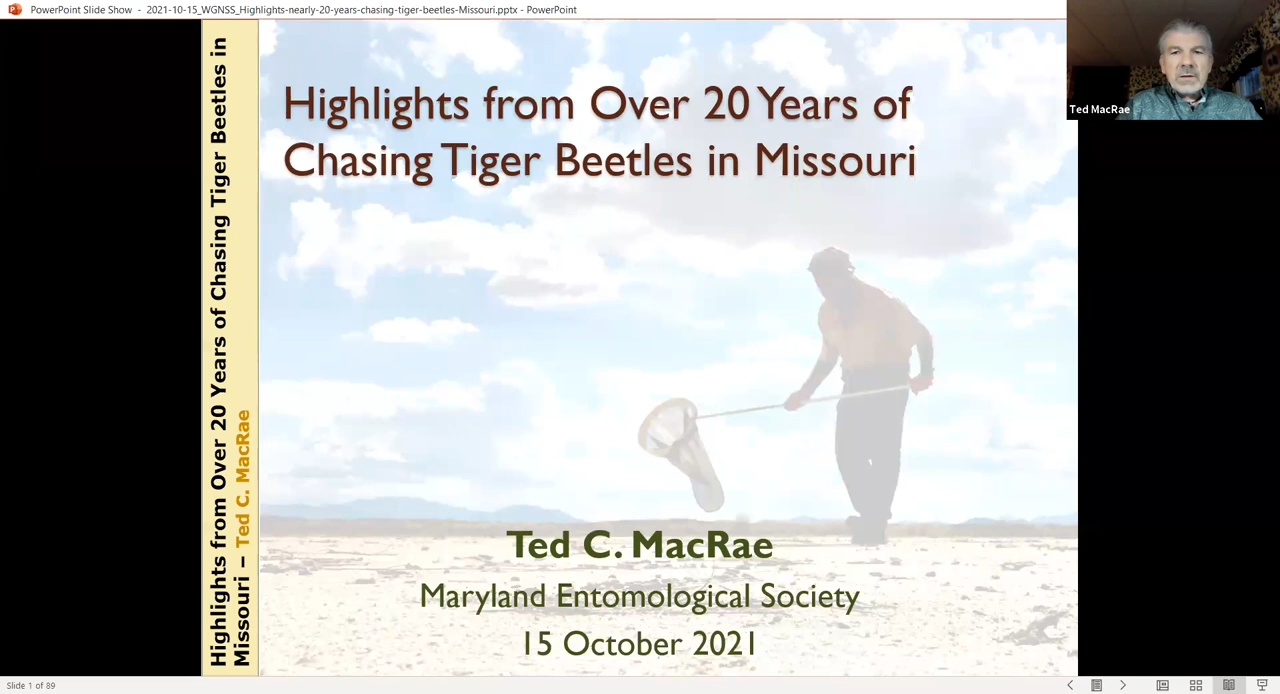 PowerPoint Slide Show - 2021-10-15_WGNSS_Highlights-nearly-20-years-chasing-tiger-beetles-Missouri.pptx - PowerPoint
Ted MacRae
Highlights from Over 20 Years of Chasing Tiger Beetles in
Missouri – Ted C. MacRae
Highlights from Over 20 Years of
Chasing Tiger Beetles in Missouri
Ted C. MacRae
Maryland Entomological Society
15 October 2021
Slide 1 of 89